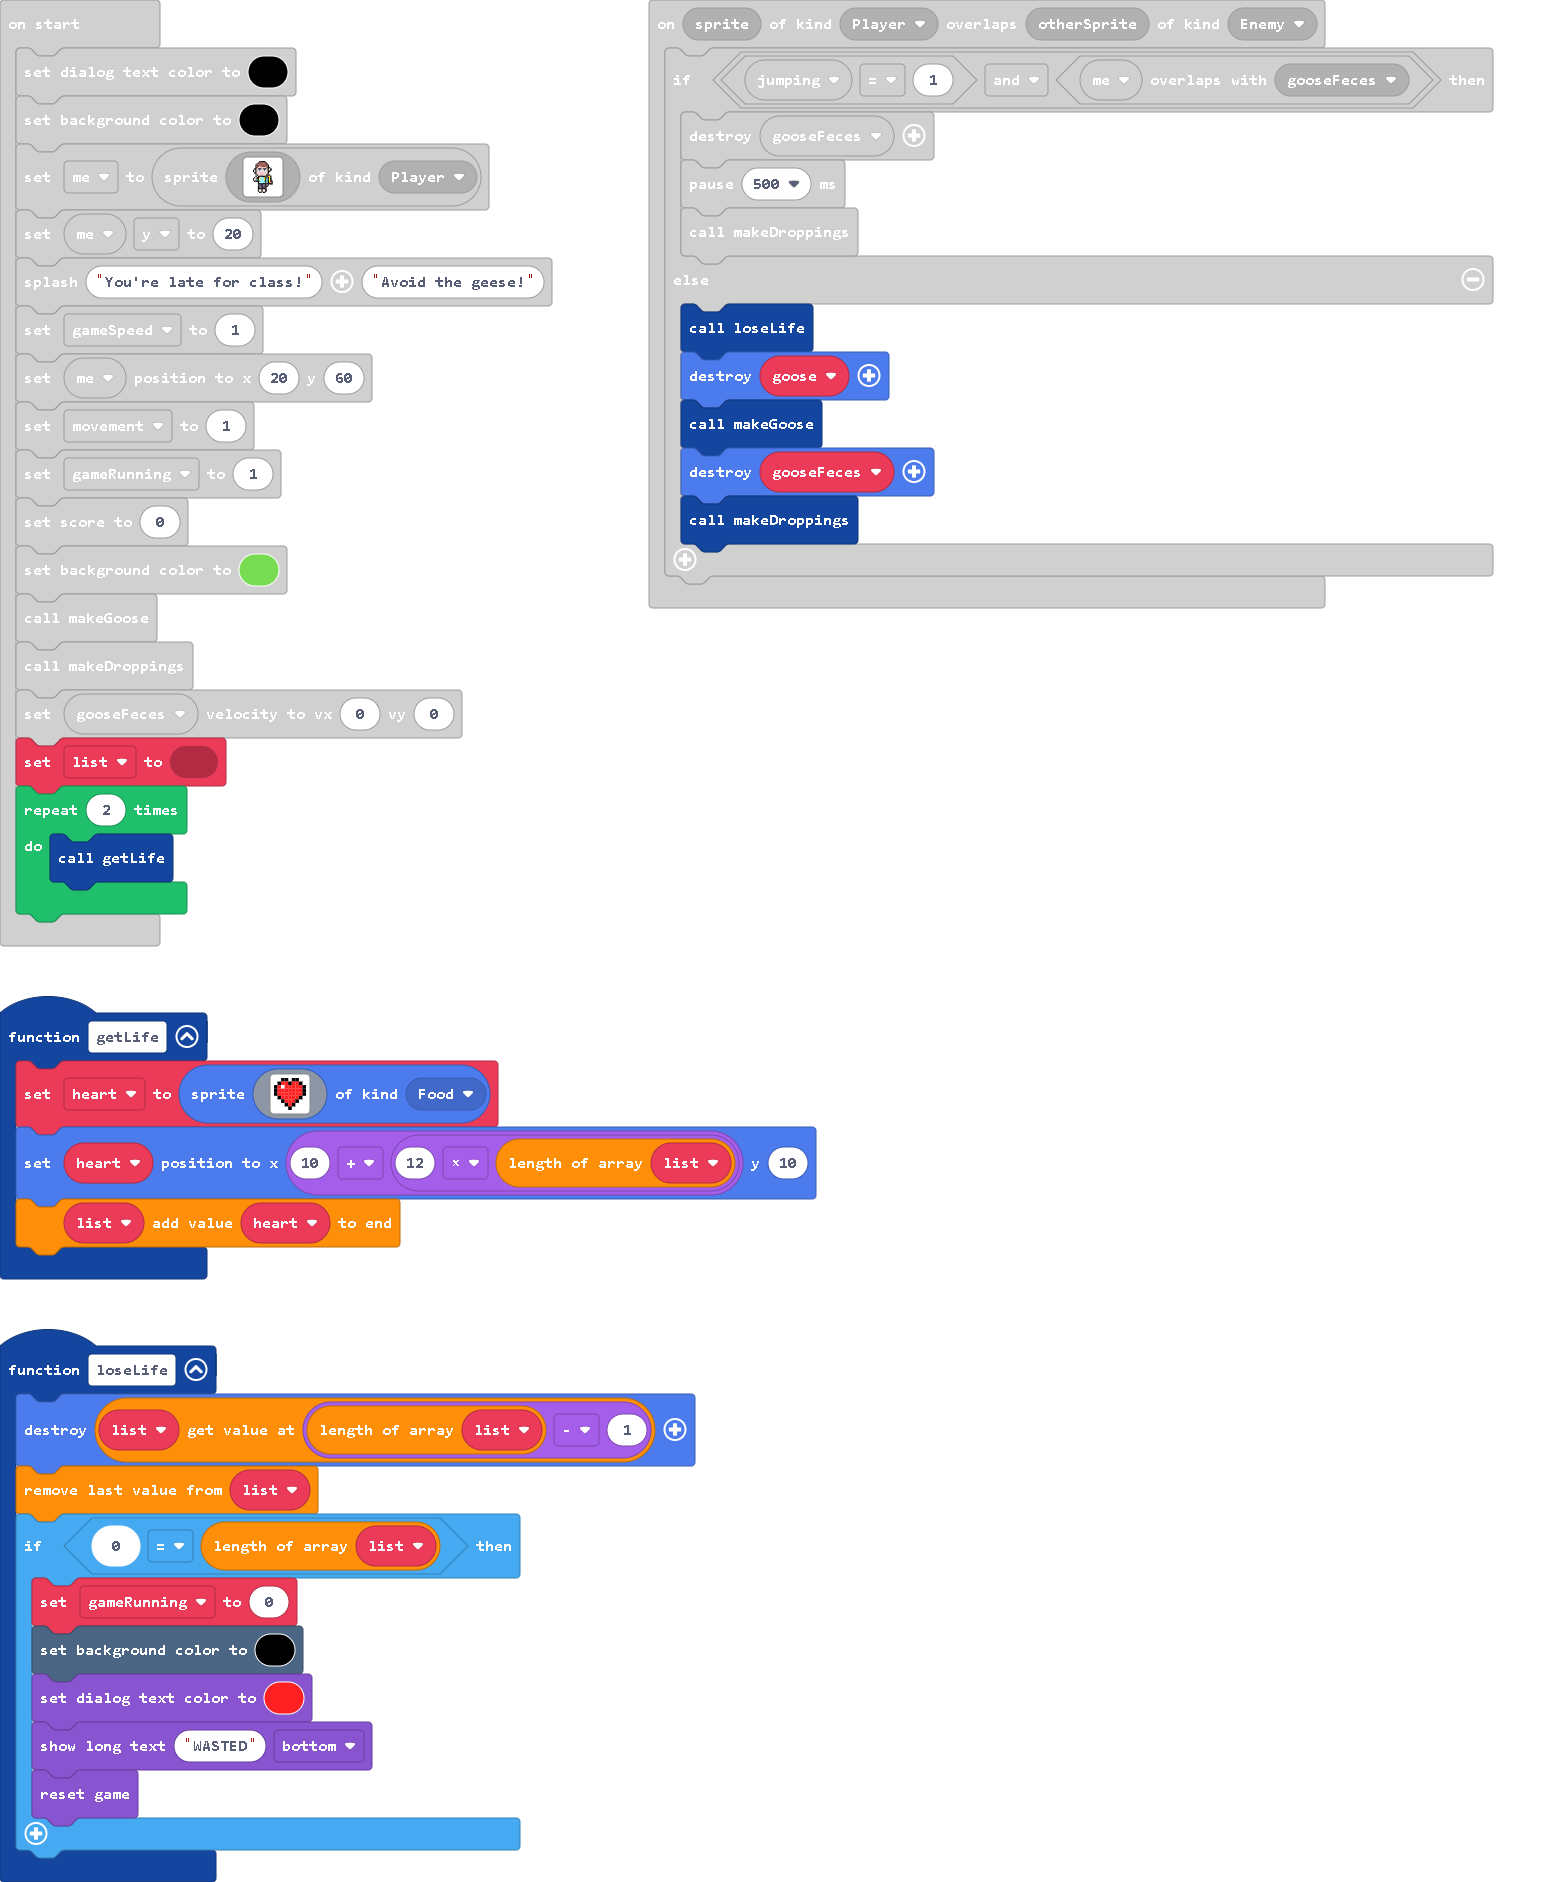 on start
set dialog text color to
set background color to
set me to sprite of kind Player
set me y to 20
splash "You're late for class!" "Avoid the geese!"
set gameSpeed to 1
set me position to x 20 y 60
set movement to 1
set gameRunning to 1
set score to 0
set background color to
call makeGoose
call makeDroppings
set gooseFeces velocity to vx 0 vy 0
set list to
repeat 2 times
do
call getLife
on sprite of kind Player overlaps otherSprite of kind Enemy
if jumping = 1 and me overlaps with gooseFeces then
destroy gooseFeces
pause 500 ms
call makeDroppings
else
call loseLife
destroy goose
call makeGoose
destroy gooseFeces
call makeDroppings
function getLife
set heart to sprite of kind Food
set heart position to x 10 + 12 × length of array list y 10
list add value heart to end
function loseLife
destroy list get value at length of array list - 1
remove last value from list
if 0 = length of array list then
set gameRunning to 0
set background color to
set dialog text color to
show long text "WASTED" bottom
reset game